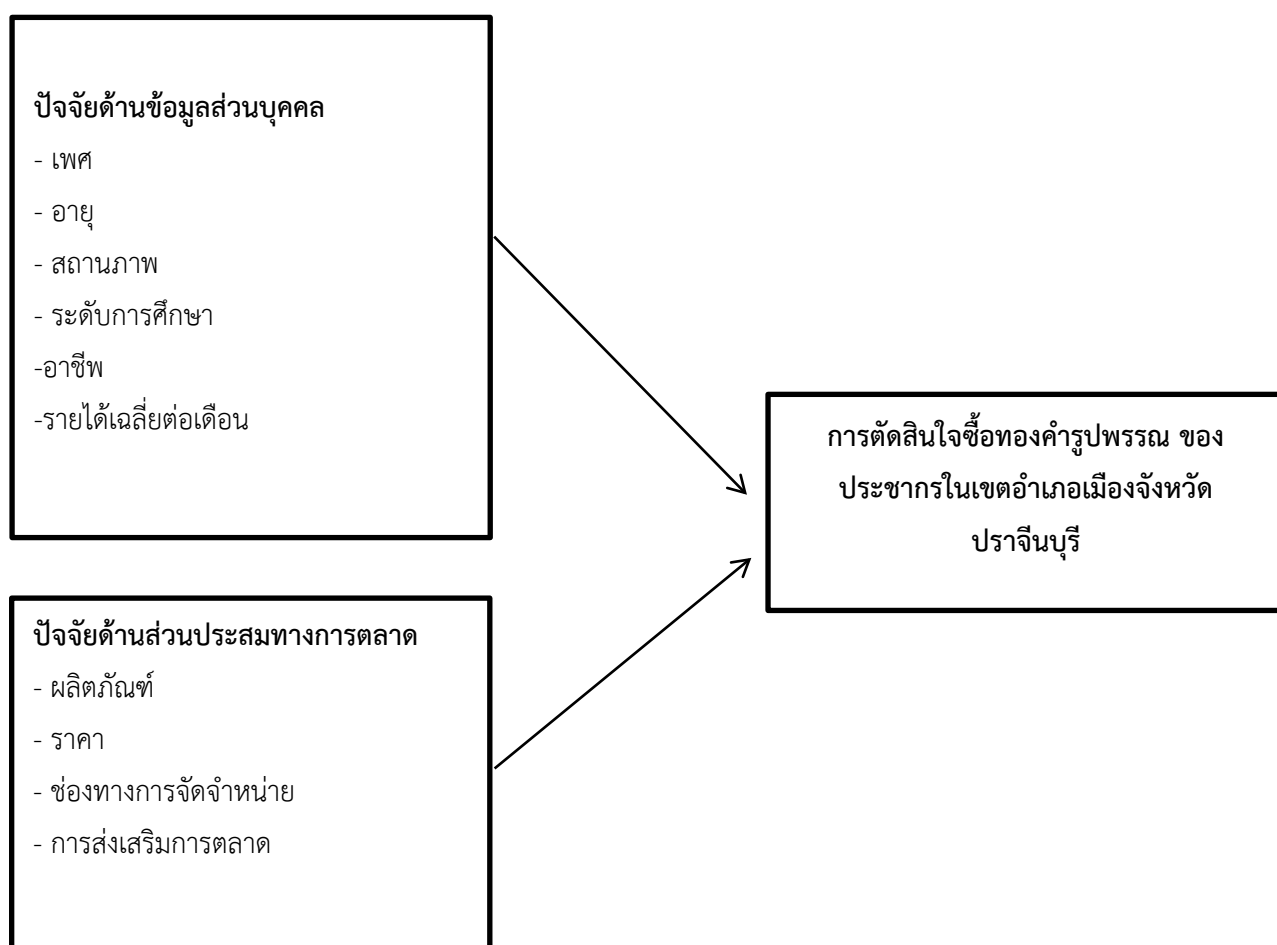 ปัจจัยด้านข้อมูลส่วนบุคคล
- เพศ
- อายุ
- สถานภาพ
- ระดับการศึกษา
-อาชีพ
-รายได้เฉลี่ยต่อเดือน
การตัดสินใจซื้อทองคำรูปพรรณ ของ
ประชากรในเขตอำเภอเมืองจังหวัด
ปราจีนบุรี
ปัจจัยด้านส่วนประสมทางการตลาด
- ผลิตภัณฑ์
- ราคา
- ช่องทางการจัดจำหน่าย
- การส่งเสริมการตลาด